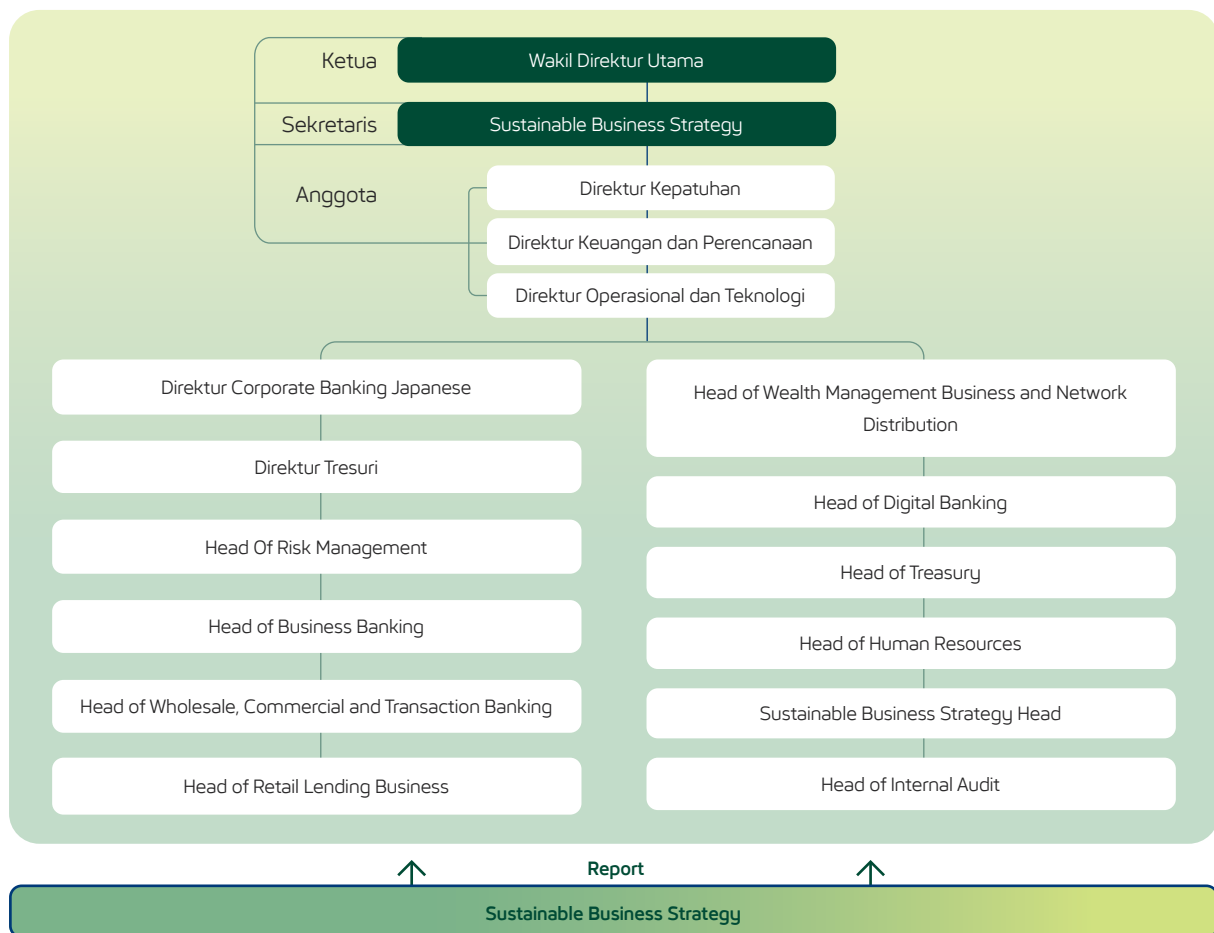 Ketua
Wakil Direktur Utama
Sekretaris
Sustainable Business Strategy
Anggota
Direktur Kepatuhan
Direktur Keuangan dan Perencanaan
Direktur Operasional dan Teknologi
Direktur Corporate Banking Japanese
Direktur Tresuri
Head Of Risk Management
Head of Business Banking
Head of Wholesale, Commercial and Transaction Banking
Head of Retail Lending Business
Head of Wealth Management Business and Network
Distribution
Head of Digital Banking
Head of Treasury
Head of Human Resources
Sustainable Business Strategy Head
Head of Internal Audit
Report
Sustainable Business Strategy